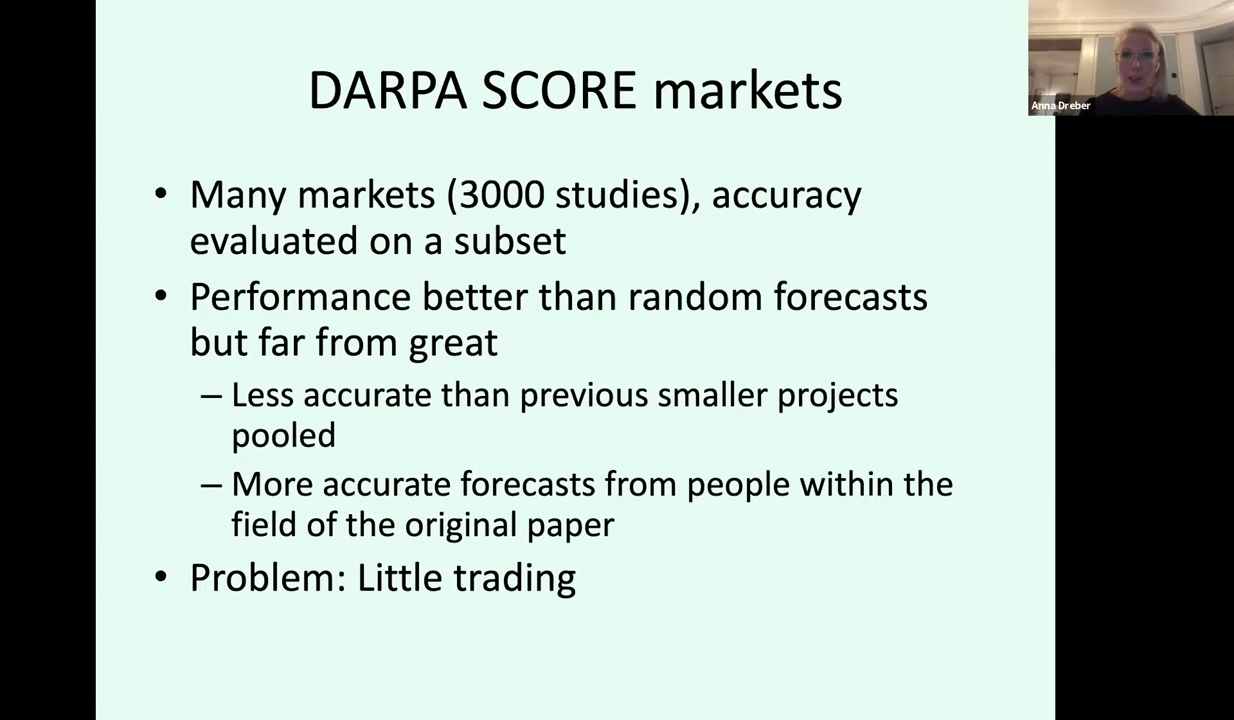 DARPA SCORE markets
Anna Dreber
• Many markets (3000 studies), accuracy
evaluated on a subset
• Performance better than random forecasts
but far from great
– Less accurate than previous smaller projects
pooled
– More accurate forecasts from people within the
field of the original paper
• Problem: Little trading